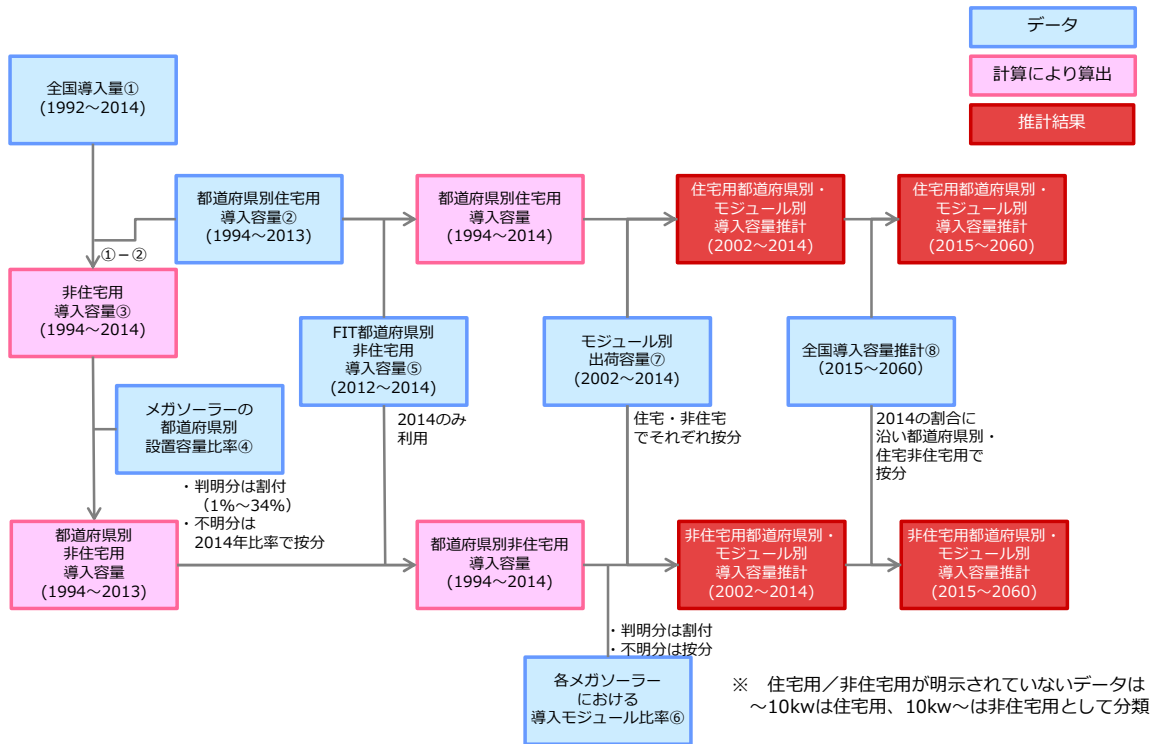 データ
計算により算出
推計結果
全国導入量①
(1992～2014)
都道府県別住宅用
導入容量②
(1994～2013)
都道府県別住宅用
導入容量
(1994～2014)
住宅用都道府県別・
モジュール別
導入容量推計
(2002～2014)
住宅用都道府県別・
モジュール別
導入容量推計
(2015～2060)
①－②
非住宅用
導入容量③
(1994～2014)
FIT都道府県別
非住宅用
導入容量⑤
(2012～2014)
モジュール別
出荷容量⑦
(2002～2014)
全国導入容量推計⑧
（2015～2060）
メガソーラーの
都道府県別
設置容量比率④
2014のみ
利用
住宅・非住宅
でそれぞれ按分
2014の割合に
沿い都道府県別・
住宅非住宅用で
按分
・判明分は割付
（1%～34%）
・不明分は
2014年比率で按分
都道府県別
非住宅用
導入容量
(1994～2013)
都道府県別非住宅用
導入容量
(1994～2014)
非住宅用都道府県別・
モジュール別
導入容量推計
(2002～2014)
非住宅用都道府県別・
モジュール別
導入容量推計
(2015～2060)
・判明分は割付
・不明分は按分
各メガソーラー
における
導入モジュール比率⑥
※　住宅用／非住宅用が明示されていないデータは
～10kwは住宅用、10kw～は非住宅用として分類